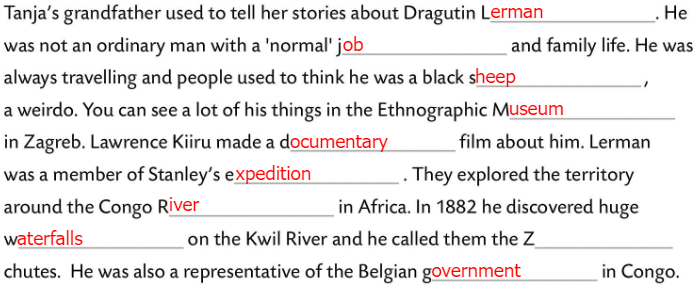 Tanja's grandfather used to tell her stories about Dragutin Lerman. He
was not an ordinary man with a 'normal' job and family life. He was
always travelling and people used to think he was a black sheep,
a weirdo. You can see a lot of his things in the Ethnographic Museum
in Zagreb. Lawrence Kiiru made a documentary film about him. Lerman
was a member of Stanley's expedition. They explored the territory
around the Congo River in Africa. In 1882 he discovered huge
waterfalls on the Kwil River and he called them the Z______________
chutes. He was also a representative of the Belgian government in Congo.